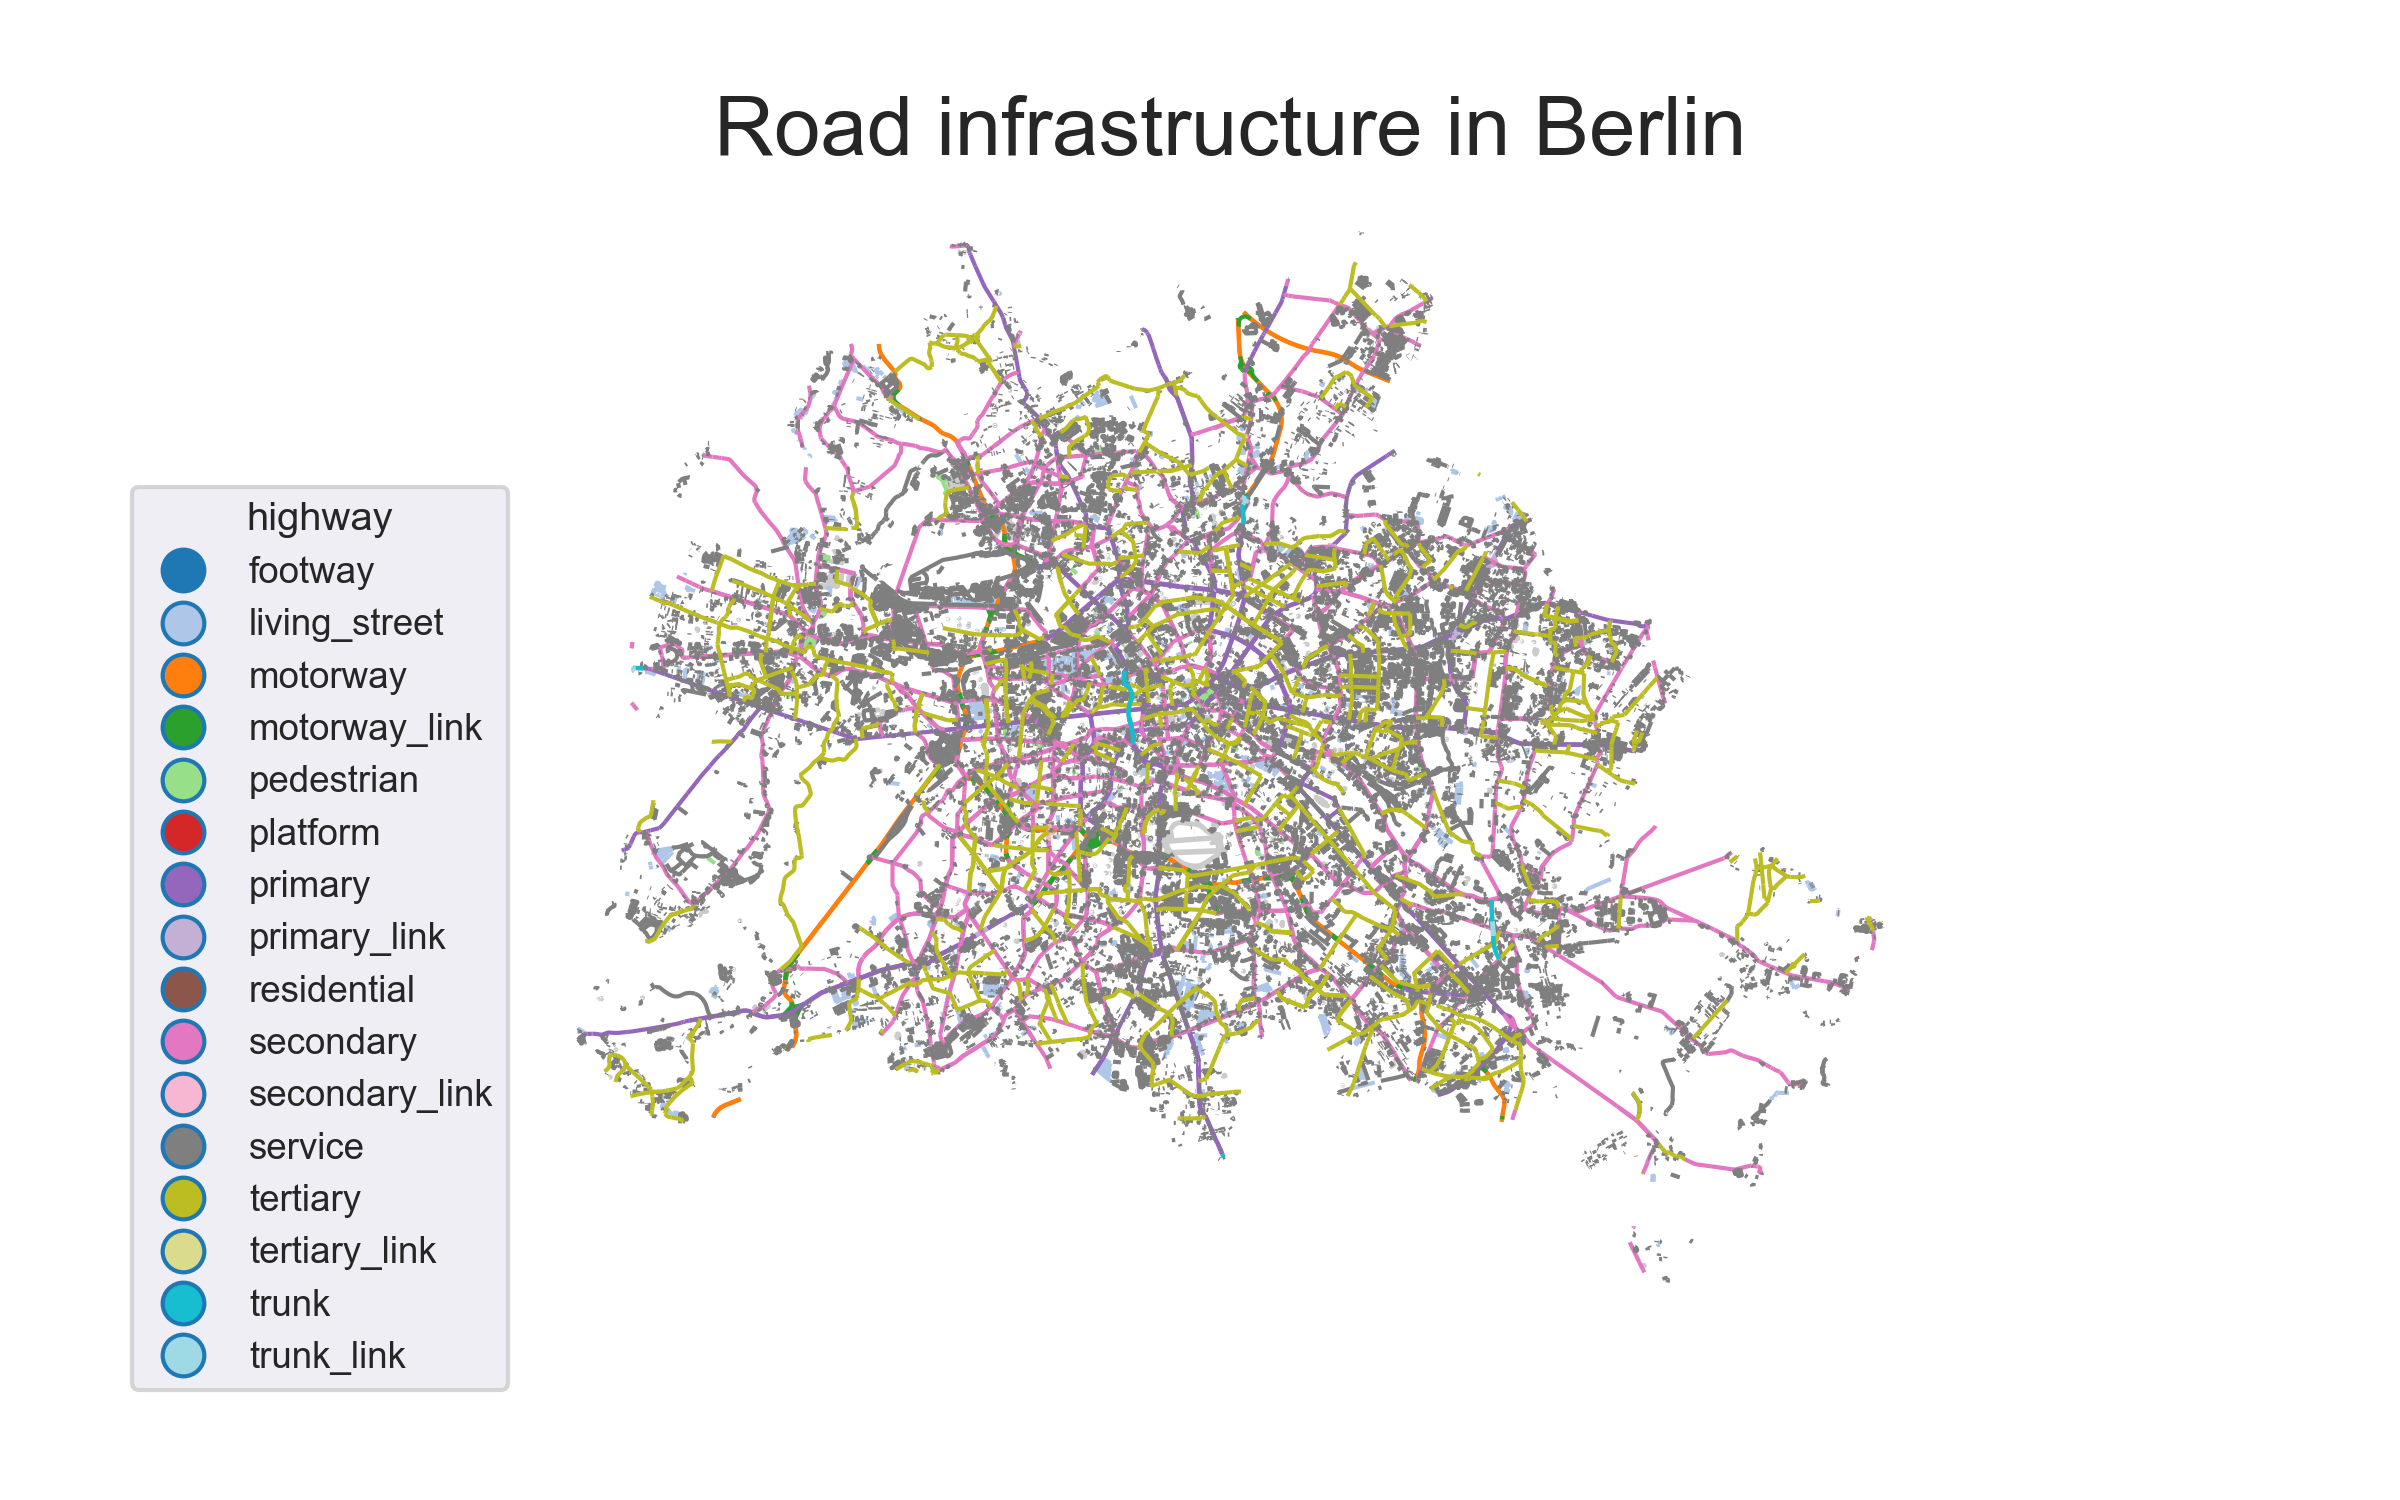 Road infrastructure in Berlin
highway
footway
living_street
motorway
motorway_link
pedestrian
platform
primary
primary_link
residential
secondary
secondary_link
service
tertiary
tertiary_link
trunk
trunk_link